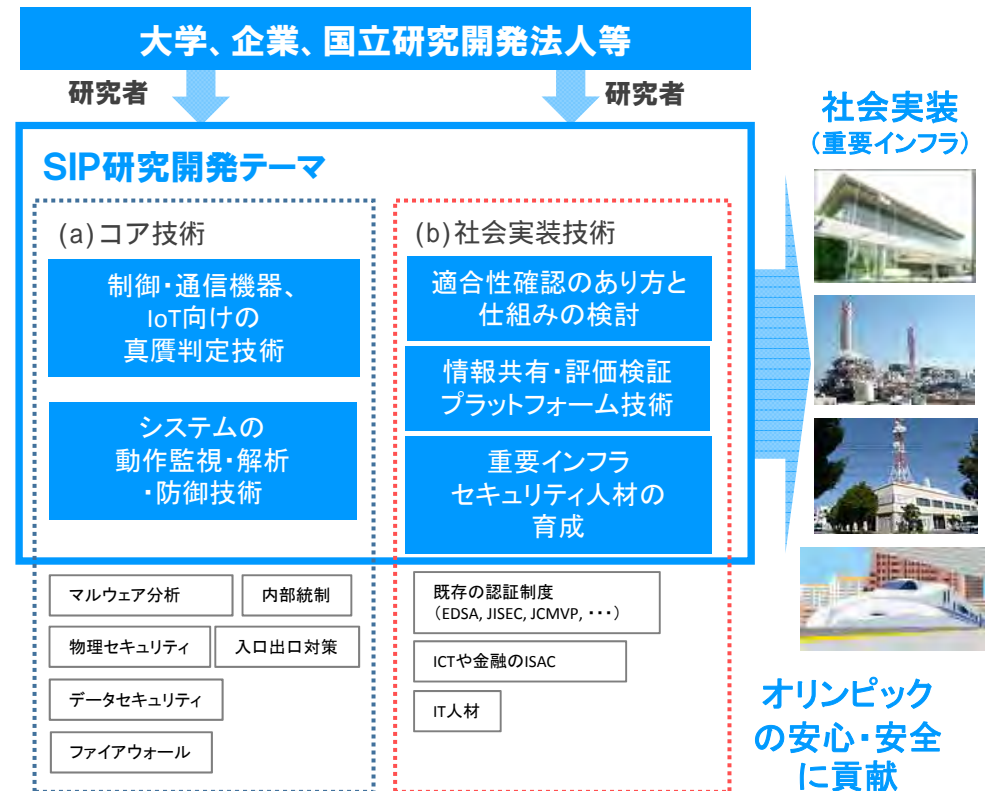 大学、企業、国立研究開発法人等
研究者
研究者
SIP研究開発テーマ
(a)コア技術
制御・通信機器、
IoT向けの
真贋判定技術
システムの
動作監視・解析
・防御技術
(b)社会実装技術
適合性確認のあり方と
仕組みの検討
情報共有・評価検証
プラットフォーム技術
重要インフラ
セキュリティ人材の
育成
マルウェア分析
内部統制
物理セキュリティ
入口出口対策
データセキュリティ
ファイアウォール
既存の認証制度
（EDSA, JISEC, JCMVP, ・・・）
ICTや金融のISAC
IT人材
社会実装
（重要インフラ）
オリンピック
の安心・安全
に貢献